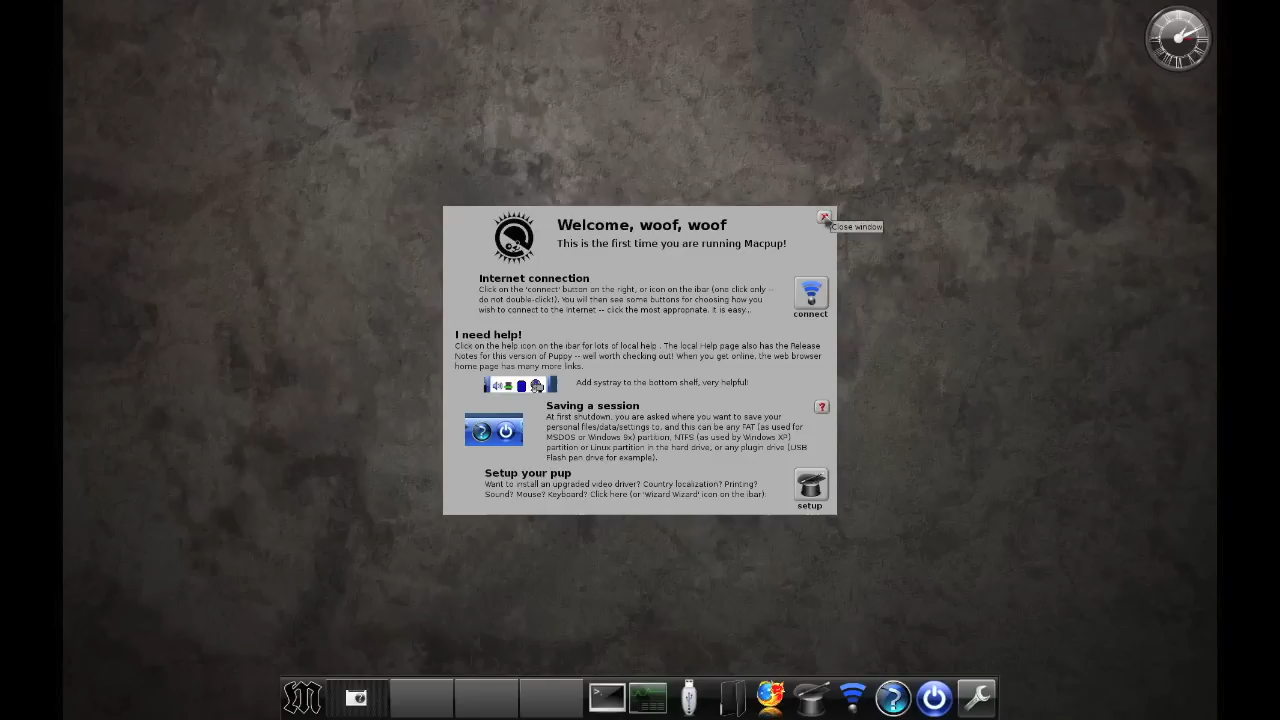 Welcome, woof, woof
This is the first time you are running Macpup!
Close window
Internet connection
Click on the 'connect' button on the right, or icon on the ibar (one click only --
do not double-click!). You will then see some buttons for choosing how you
wish to connect to the Internet -- click the most approprate. It is easy...
connect
I need help!
Click on the help icon on the ibar for lots of local help . The local Help page also has the Release
Notes for this version of Puppy -- well worth checking out! When you get online, the web browser
home page has many more links.
Add systray to the bottom shelf, very helpful!
Saving a session
At first shutdown, you are asked where you want to save your
personal files/data/settings to, and this can be any FAT (as used for
MSDOS or Windows 9x) partition, NTFS (as used by Windows XP)
partition or Linux partition in the hard drive, or any plugin drive (USB
Flash pen drive for example).
Setup your pup
Want to install an upgraded video driver? Country localization? Printing?
Sound? Mouse? Keyboard? Click here (or 'Wizard Wizard' icon on the ibar):
setup